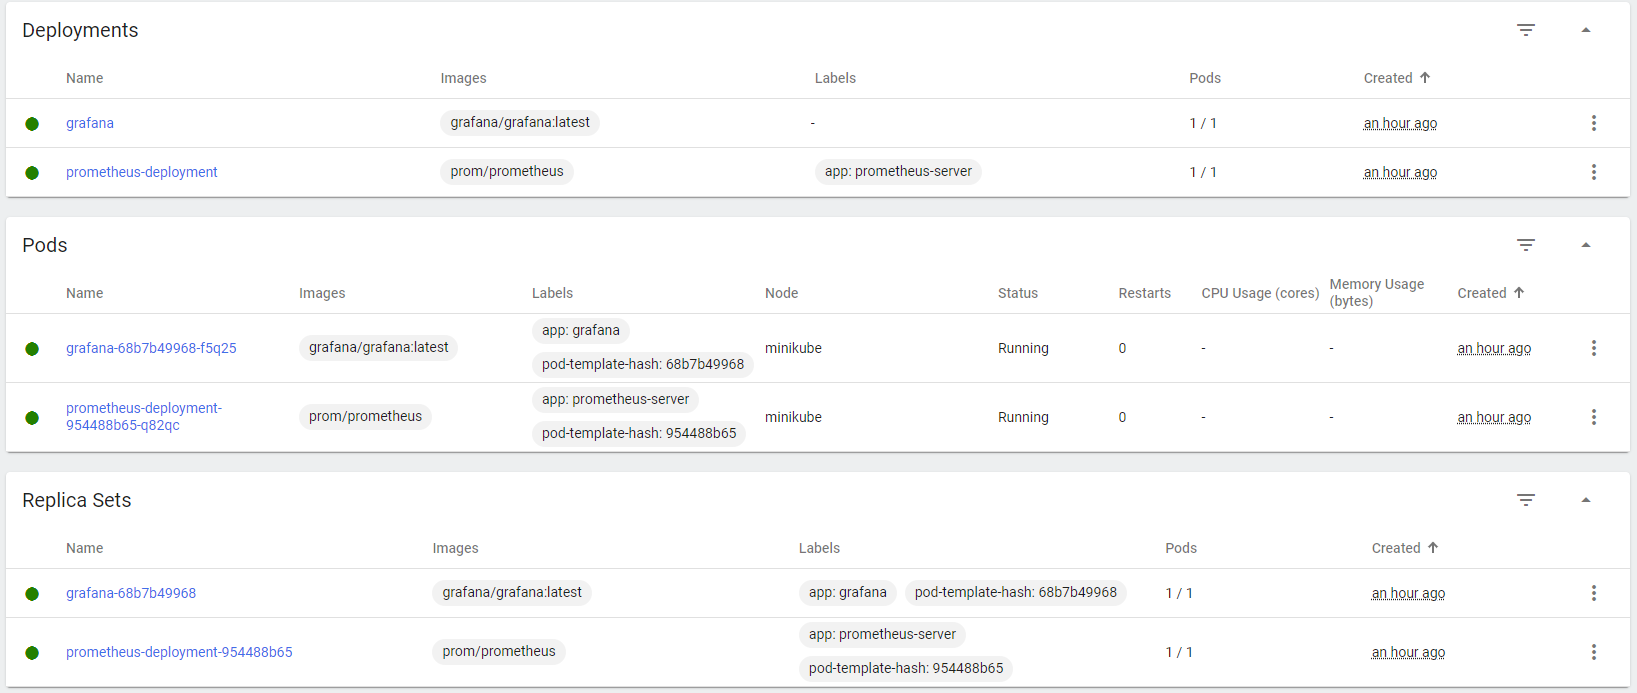 Deployments
Name Images Labels Pods Created
grafana grafana/grafana:latest - 1 / 1 an hour ago
prometheus-deployment prom/prometheus app: prometheus-server 1 / 1 an hour ago
Pods
Name Images Labels Node Status Restarts CPU Usage (cores) Memory Usage (bytes) Created
grafana-68b7b49968-f5q25 grafana/grafana:latest app: grafana minikube Running 0 - - an hour ago
pod-template-hash: 68b7b49968
prometheus-deployment- prom/prometheus app: prometheus-server minikube Running 0 - - an hour ago
954488b65-q82qc pod-template-hash: 954488b65
Replica Sets
Name Images Labels Pods Created
grafana-68b7b49968 grafana/grafana:latest app: grafana pod-template-hash: 68b7b49968 1 / 1 an hour ago
prometheus-deployment-954488b65 prom/prometheus app: prometheus-server 1 / 1 an hour ago
pod-template-hash: 954488b65